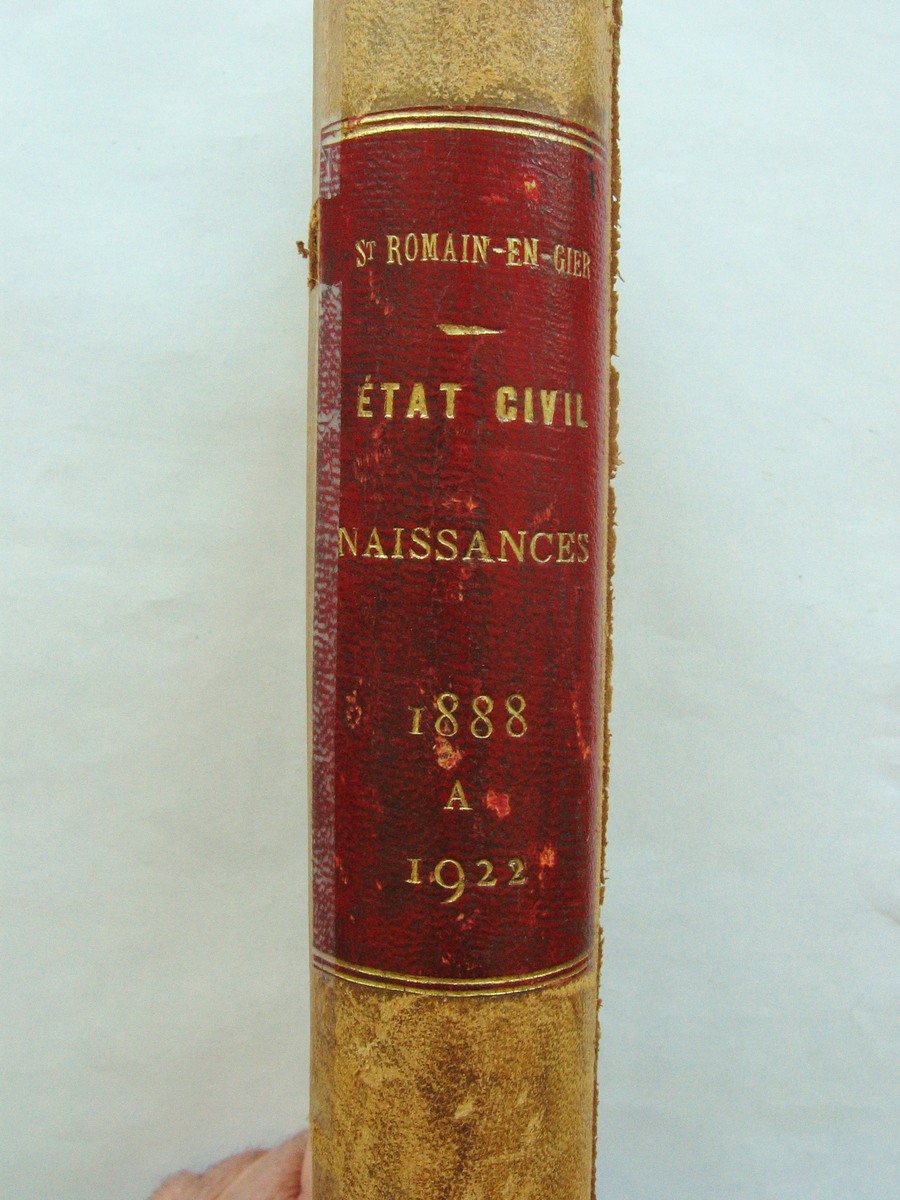 ST ROMAIN-EN-GIER
ÉTAT CIVIL
NAISSANCES
1888
A
1922